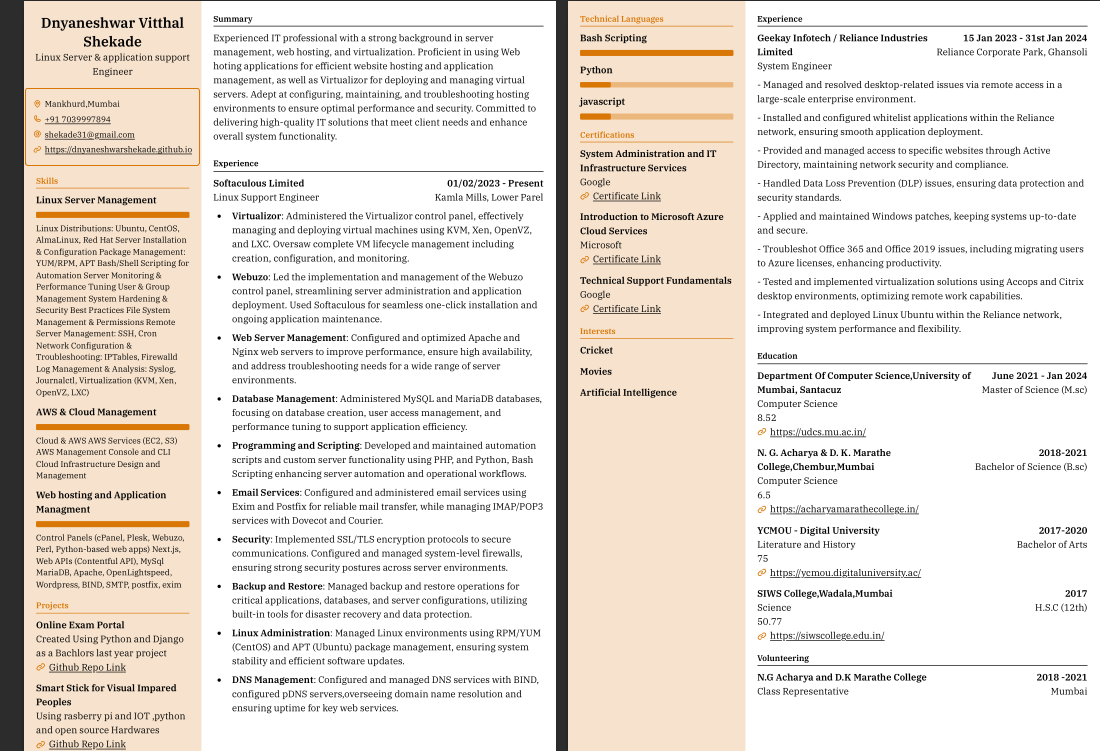 Dnyaneshwar Vitthal
Shekade
Linux Server & application support
Engineer
Mankhurd,Mumbai
+91 7039997894
shekade31@gmail.com
https://dnyaneshwarshekade.github.io
Skills
Linux Server Management
Linux Distributions: Ubuntu, CentOS,
AlmaLinux, Red Hat Server Installation
& Configuration Package Management:
YUM/RPM, APT Bash/Shell Scripting for
Automation Server Monitoring &
Performance Tuning User & Group
Management System Hardening &
Security Best Practices File System
Management & Permissions Remote
Server Management: SSH, Cron
Network Configuration &
Troubleshooting: IPTables, Firewalld
Log Management & Analysis: Syslog,
Journalctl, Virtualization (KVM, Xen,
OpenVZ, LXC)
AWS & Cloud Management
Cloud & AWS AWS Services (EC2, S3)
AWS Management Console and CLI
Cloud Infrastructure Design and
Management
Web hosting and Application
Managment
Control Panels (cPanel, Plesk, Webuzo,
Perl, Python-based web apps) Next.js,
Web APIs (Contentful API), MySql
MariaDB, Apache, OpenLightspeed,
Wordpress, BIND, SMTP, postfix, exim
Projects
Online Exam Portal
Created Using Python and Django
as a Bachlors last year project
Github Repo Link
Smart Stick for Visual Impared
Peoples
Using rasberry pi and IOT ,python
and open source Hardwares
Github Repo Link
Summary
Experienced IT professional with a strong background in server
management, web hosting, and virtualization. Proficient in using Web
hoting applications for efficient website hosting and application
management, as well as Virtualizor for deploying and managing virtual
servers. Adept at configuring, maintaining, and troubleshooting hosting
environments to ensure optimal performance and security. Committed to
delivering high-quality IT solutions that meet client needs and enhance
overall system functionality.
Experience
Softaculous Limited 01/02/2023 - Present
Linux Support Engineer Kamla Mills, Lower Parel
• Virtualizor: Administered the Virtualizor control panel, effectively
managing and deploying virtual machines using KVM, Xen, OpenVZ,
and LXC. Oversaw complete VM lifecycle management including
creation, configuration, and monitoring.
• Webuzo: Led the implementation and management of the Webuzo
control panel, streamlining server administration and application
deployment. Used Softaculous for seamless one-click installation and
ongoing application maintenance.
• Web Server Management: Configured and optimized Apache and
Nginx web servers to improve performance, ensure high availability,
and address troubleshooting needs for a wide range of server
environments.
• Database Management: Administered MySQL and MariaDB databases,
focusing on database creation, user access management, and
performance tuning to support application efficiency.
• Programming and Scripting: Developed and maintained automation
scripts and custom server functionality using PHP, and Python, Bash
Scripting enhancing server automation and operational workflows.
• Email Services: Configured and administered email services using
Exim and Postfix for reliable mail transfer, while managing IMAP/POP3
services with Dovecot and Courier.
• Security: Implemented SSL/TLS encryption protocols to secure
communications. Configured and managed system-level firewalls,
ensuring strong security postures across server environments.
• Backup and Restore: Managed backup and restore operations for
critical applications, databases, and server configurations, utilizing
built-in tools for disaster recovery and data protection.
• Linux Administration: Managed Linux environments using RPM/YUM
(CentOS) and APT (Ubuntu) package management, ensuring system
stability and efficient software updates.
• DNS Management: Configured and managed DNS services with BIND,
configured pDNS servers,overseeing domain name resolution and
ensuring uptime for key web services.
Technical Languages
Bash Scripting
Python
javascript
Certifications
System Administration and IT
Infrastructure Services
Google
Certificate Link
Introduction to Microsoft Azure
Cloud Services
Microsoft
Certificate Link
Technical Support Fundamentals
Google
Certificate Link
Interests
Cricket
Movies
Artificial Intelligence
Experience
Geekay Infotech / Reliance Industries 15 Jan 2023 - 31st Jan 2024
Limited Reliance Corporate Park, Ghansoli
System Engineer
- Managed and resolved desktop-related issues via remote access in a
large-scale enterprise environment.
- Installed and configured whitelist applications within the Reliance
network, ensuring smooth application deployment.
- Provided and managed access to specific websites through Active
Directory, maintaining network security and compliance.
- Handled Data Loss Prevention (DLP) issues, ensuring data protection and
security standards.
- Applied and maintained Windows patches, keeping systems up-to-date
and secure.
- Troubleshot Office 365 and Office 2019 issues, including migrating users
to Azure licenses, enhancing productivity.
- Tested and implemented virtualization solutions using Accops and Citrix
desktop environments, optimizing remote work capabilities.
- Integrated and deployed Linux Ubuntu within the Reliance network,
improving system performance and flexibility.
Education
Department Of Computer Science,University of June 2021 - Jan 2024
Mumbai, Santacuz Master of Science (M.sc)
Computer Science
8.52
https://udcs.mu.ac.in/
N. G. Acharya & D. K. Marathe 2018-2021
College,Chembur,Mumbai Bachelor of Science (B.sc)
Computer Science
6.5
https://acharyamarathecollege.in/
YCMOU - Digital University 2017-2020
Literature and History Bachelor of Arts
75
https://ycmou.digitaluniversity.ac/
SIWS College,Wadala,Mumbai 2017
Science H.S.C (12th)
50.77
https://siwscollege.edu.in/
Volunteering
N.G Acharya and D.K Marathe College 2018 -2021
Class Representative Mumbai